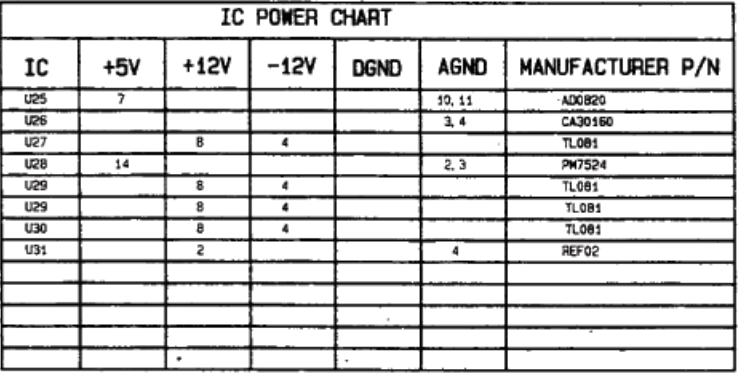 IC POWER CHART
IC +5V +12V -12V DGND AGND MANUFACTURER P/N
U25 7 10, 11 AD0820
U26 3, 4 CA30160
U27 8 4 TL081
U28 14 2, 3 PM7524
U29 8 4 TL081
U29 8 4 TL081
U30 8 4 TL081
U31 2 4 REF02